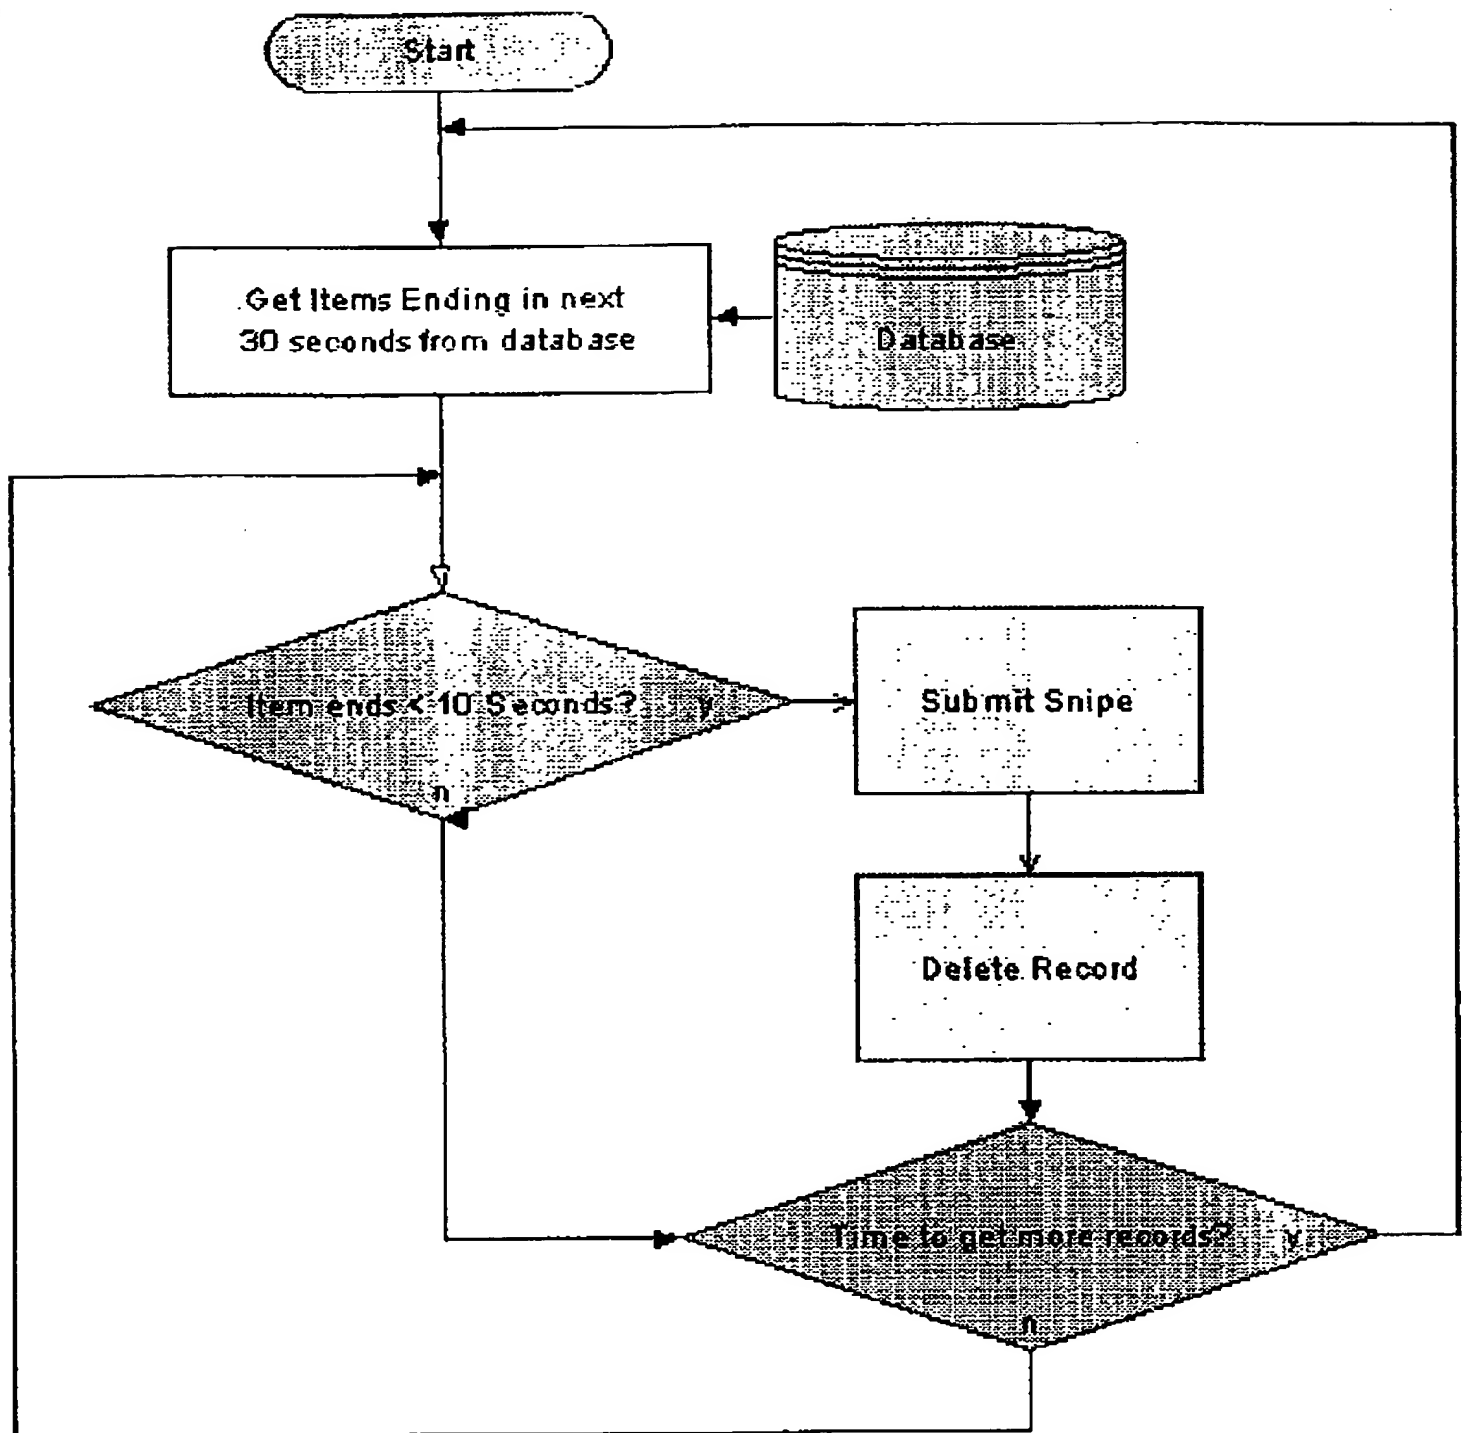 Start
Get Items Ending in next
30 seconds from database
Database
Item ends < 10 Seconds?
y
Submit Snipe
n
Delete Record
Time to get more records?
y
n